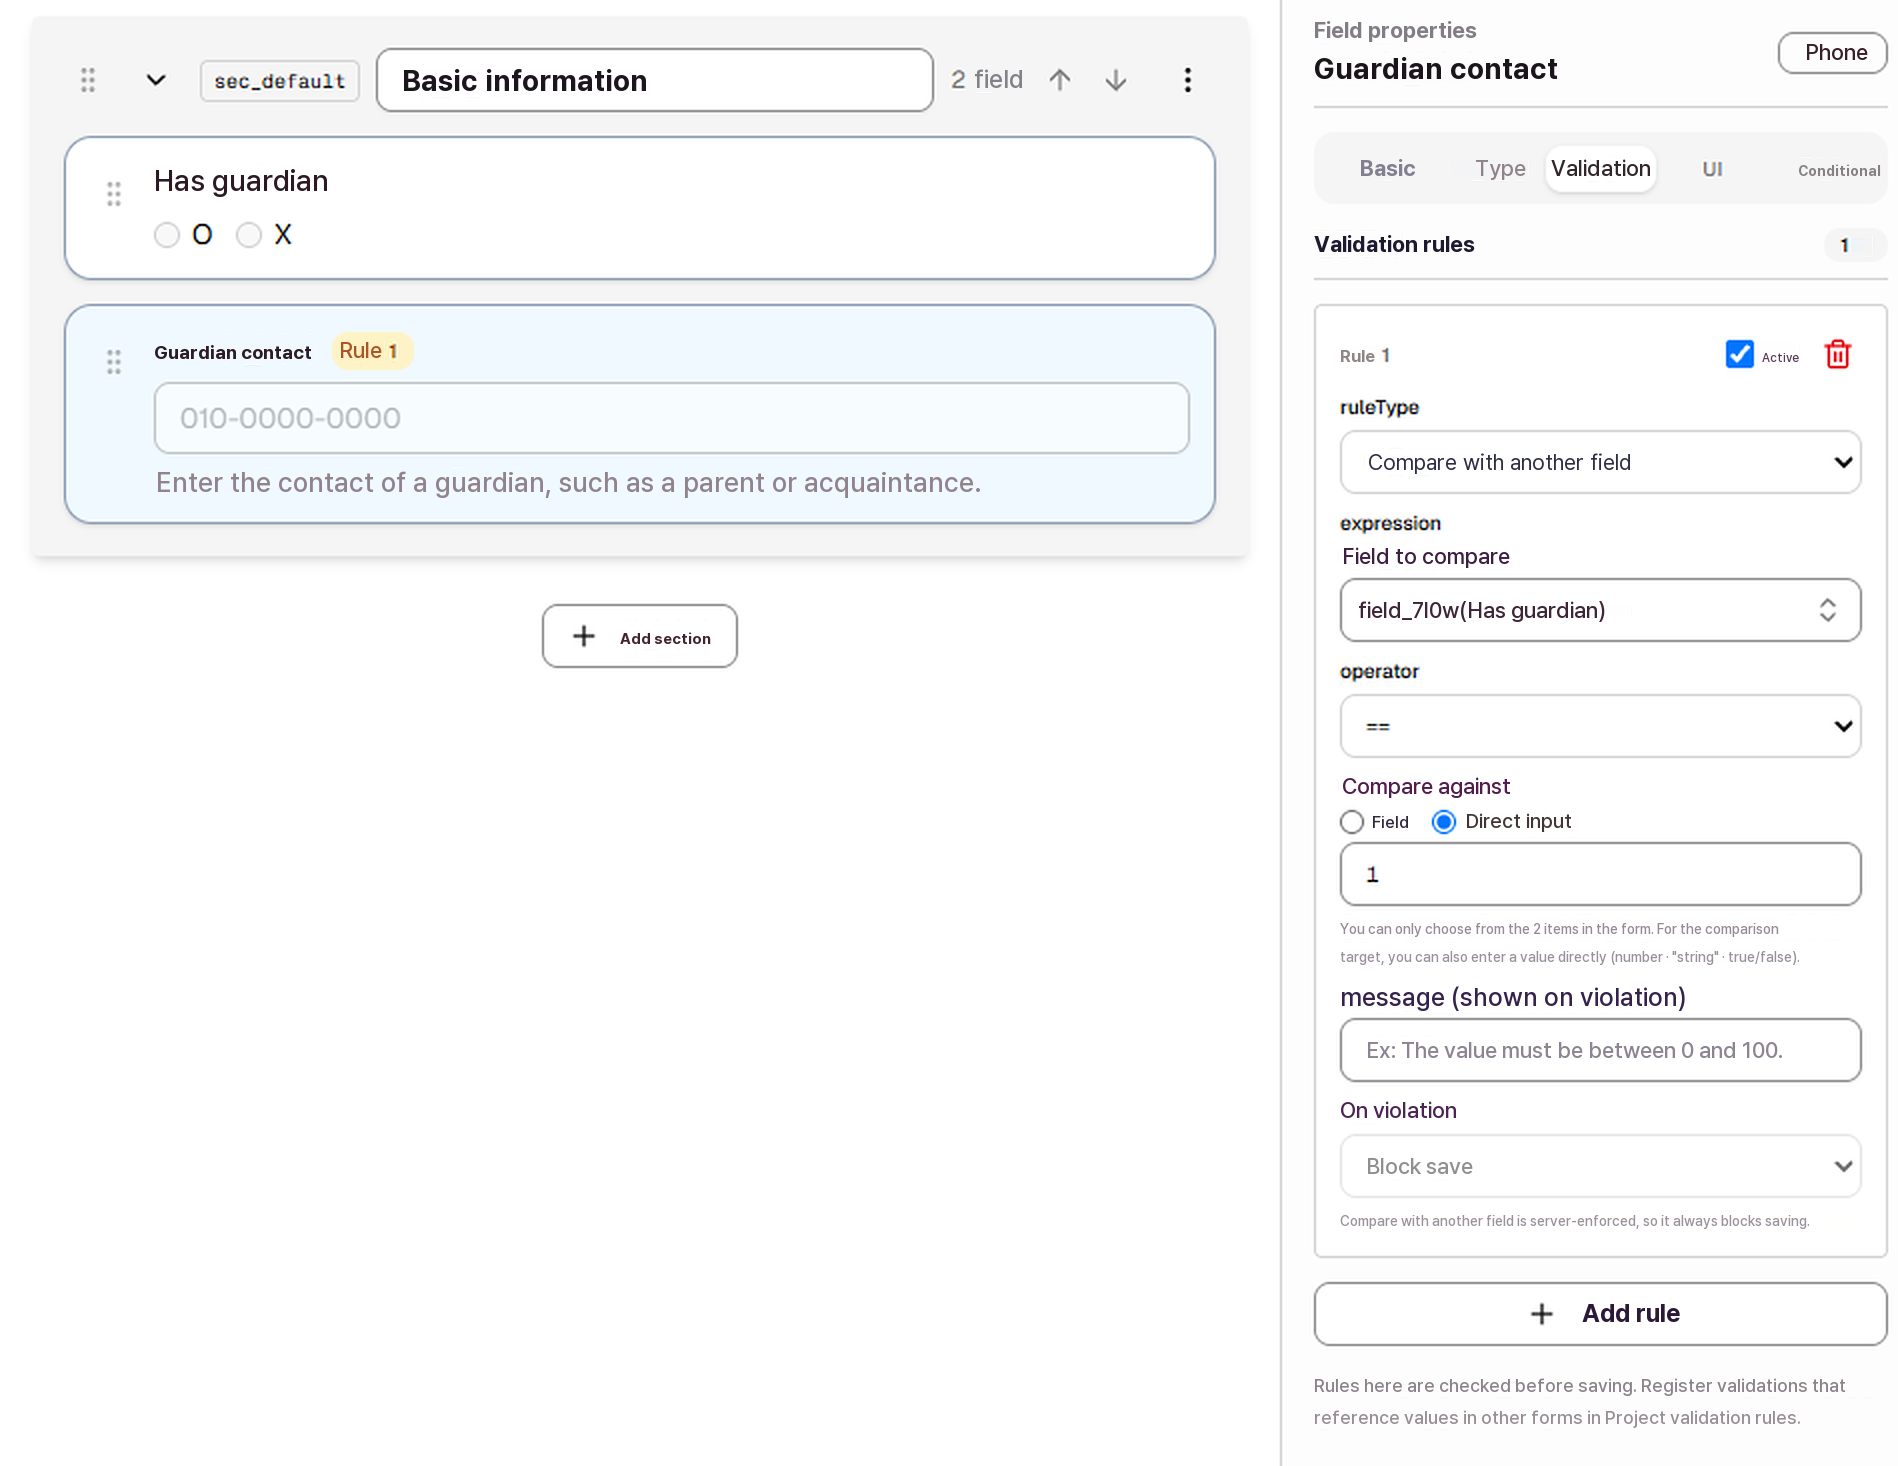 sec_default
Basic information
2 field
Has guardian
O
X
Guardian contact
Rule 1
010-0000-0000
Enter the contact of a guardian, such as a parent or acquaintance.
Add section
Field properties
Guardian contact
Phone
Basic
Type
Validation
UI
Conditional
Validation rules
1
Rule 1
Active
ruleType
Compare with another field
expression
Field to compare
field_7l0w(Has guardian)
operator
==
Compare against
Field
Direct input
1
You can only choose from the 2 items in the form. For the comparison
target, you can also enter a value directly (number · "string" · true/false).
message (shown on violation)
Ex: The value must be between 0 and 100.
On violation
Block save
Compare with another field is server-enforced, so it always blocks saving.
Add rule
Rules here are checked before saving. Register validations that
reference values in other forms in Project validation rules.